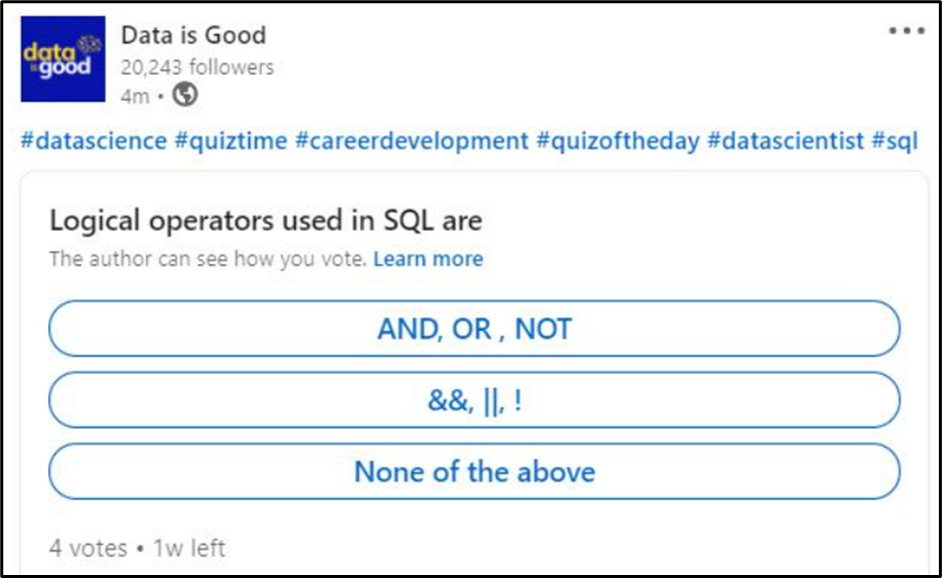 data
is good
Data is Good
20,243 followers
4m •
#datascience #quiztime #careerdevelopment #quizoftheday #datascientist #sql
Logical operators used in SQL are
The author can see how you vote. Learn more
AND, OR , NOT
&&, ||, !
None of the above
4 votes • 1w left